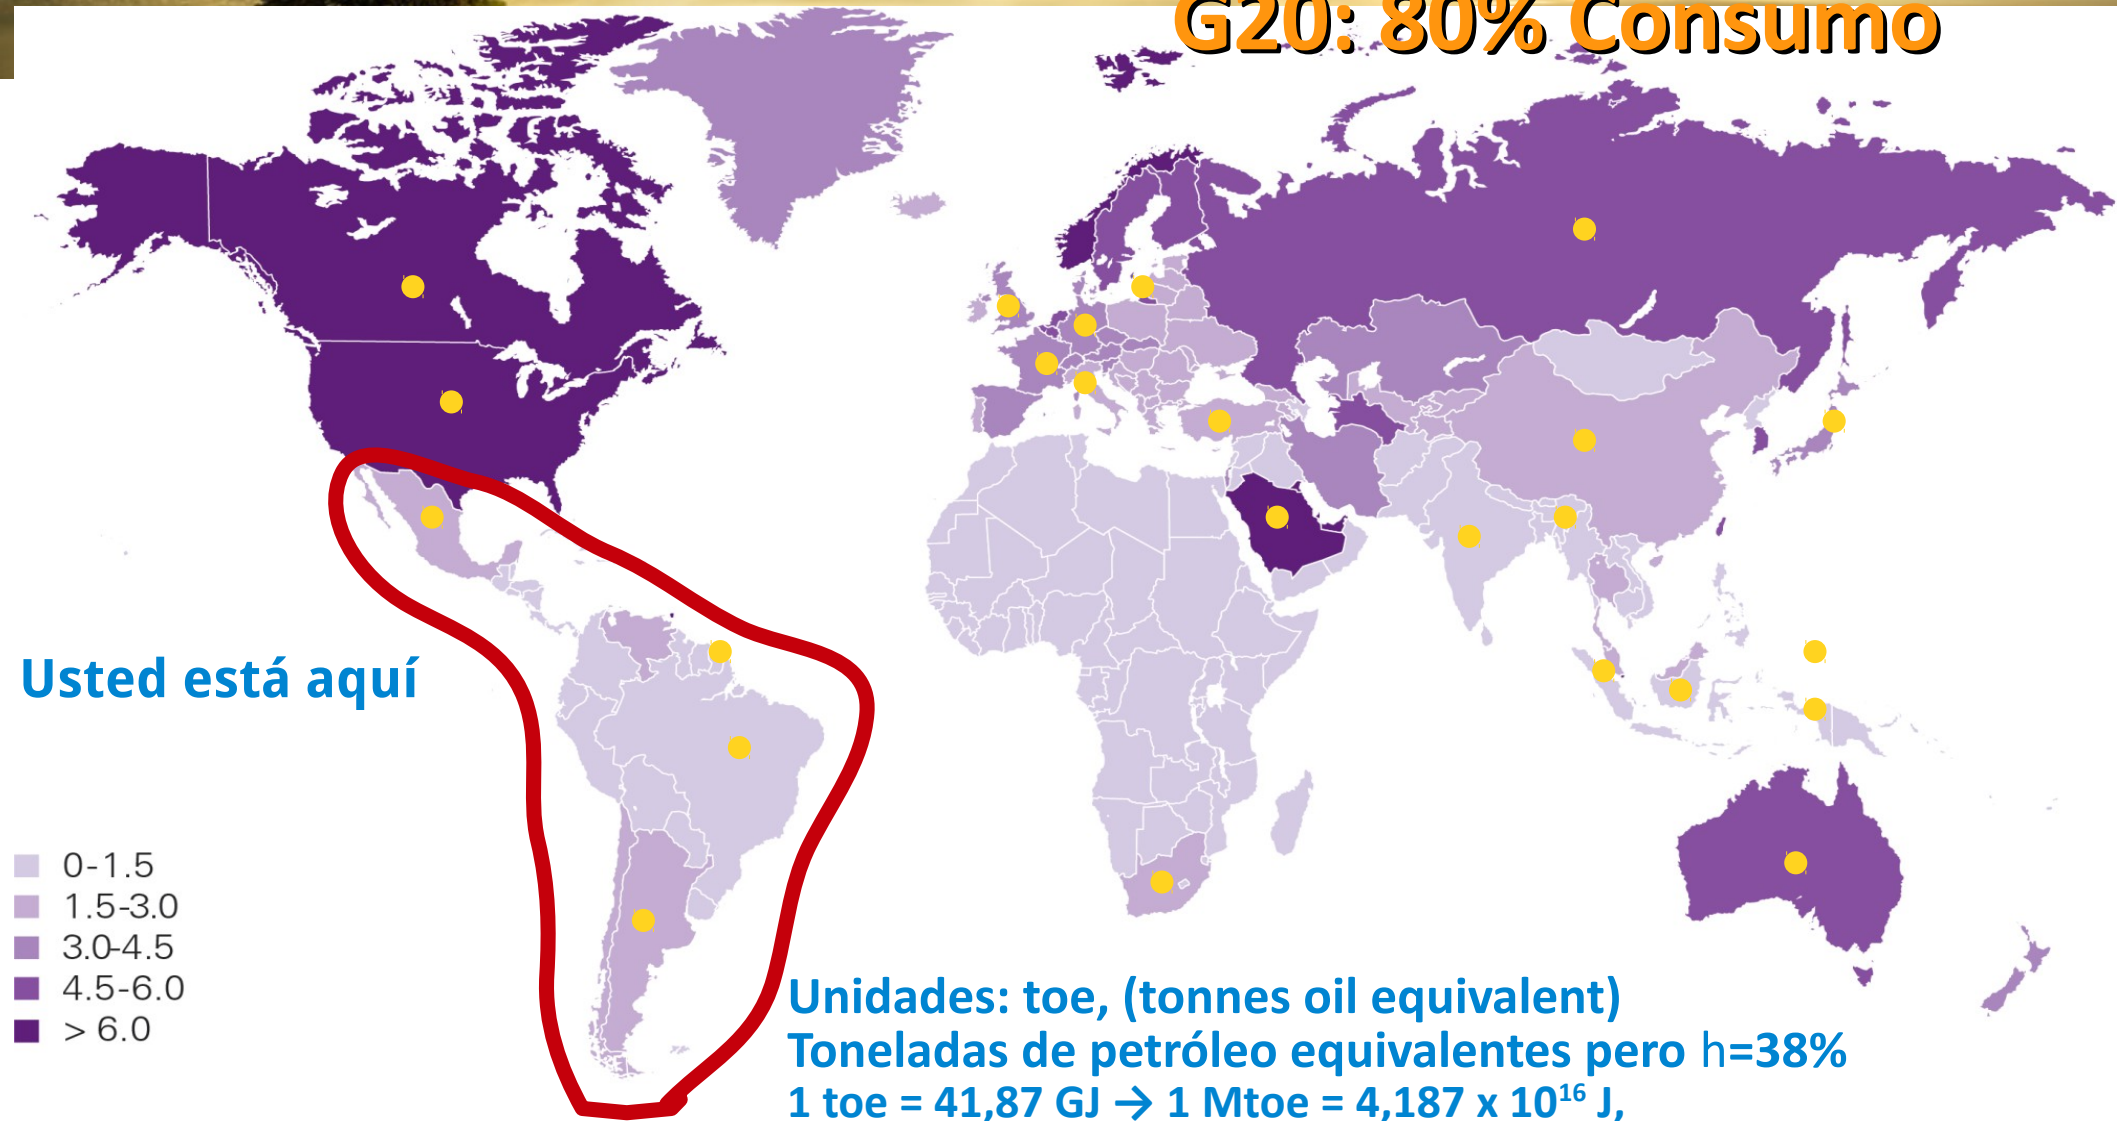 G20: 80% Consumo
Usted está aquí
0-1.5
1.5-3.0
3.0-4.5
4.5-6.0
> 6.0
Unidades: toe, (tonnes oil equivalent)
Toneladas de petróleo equivalentes pero h=38%
1 toe = 41,87 GJ → 1 Mtoe = 4,187 x 10¹⁶ J,